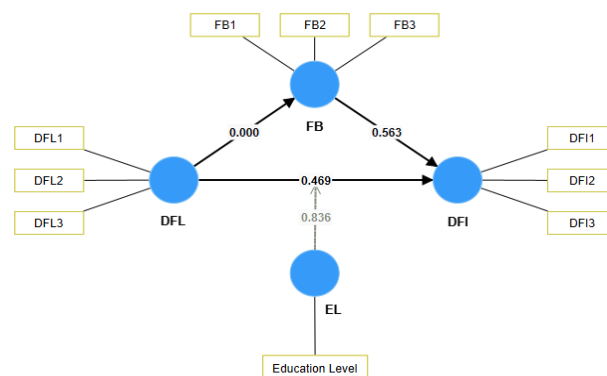 FB1
FB2
FB3
FB
0.000
0.563
DFL1
DFL2
DFL3
DFL
0.469
DFI1
DFI2
DFI3
DFI
0.836
EL
Education Level